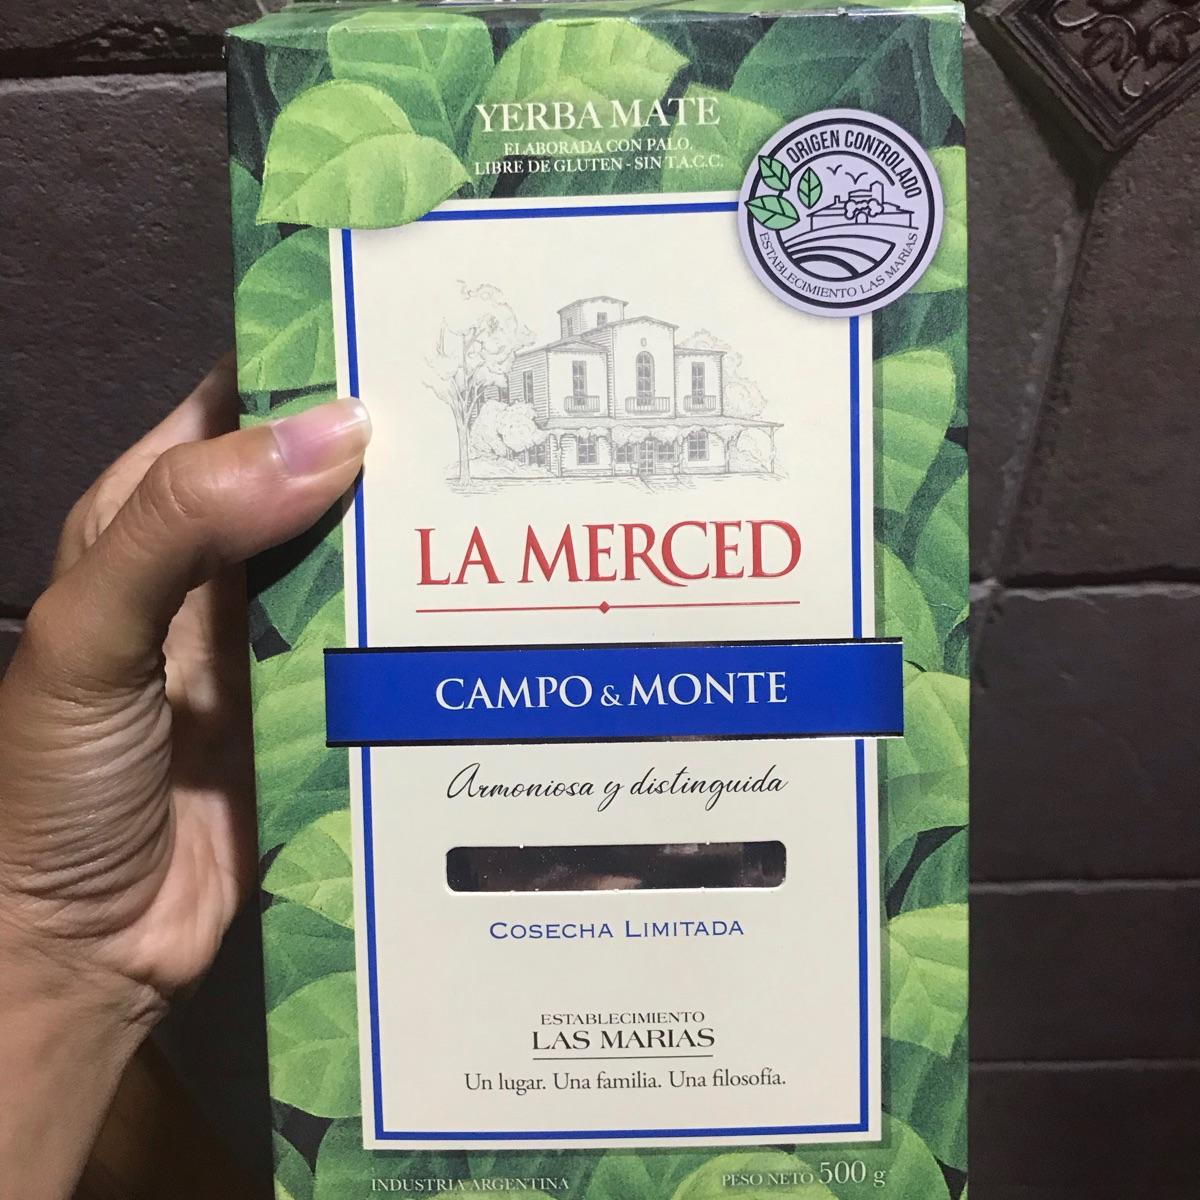 YERBA MATE
ELABORADA CON PALO.
LIBRE DE GLUTEN - SIN T.A.C.C.
ORIGEN CONTROLADO
ESTABLECIMIENTO LAS MARIAS
LA MERCED
CAMPO & MONTE
Armoniosa y distinguida
COSECHA LIMITADA
ESTABLECIMIENTO
LAS MARIAS
Un lugar. Una familia. Una filosofía.
INDUSTRIA ARGENTINA
PESO NETO 500 g